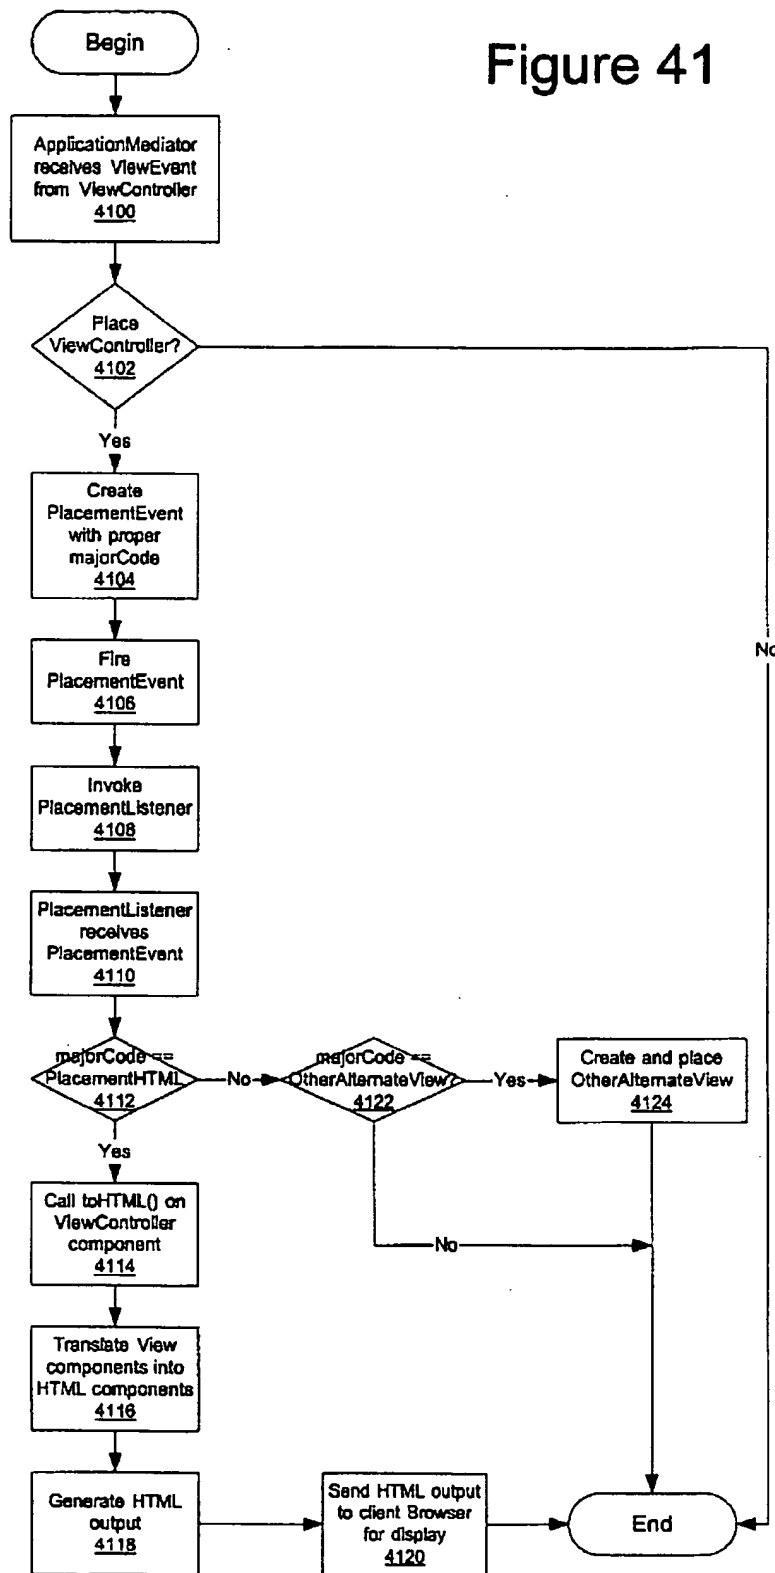 Begin
Figure 41
ApplicationMediator
receives ViewEvent
from ViewController
4100
Place
ViewController?
4102
Yes
No
Create
PlacementEvent
with proper
majorCode
4104
Fire
PlacementEvent
4106
Invoke
PlacementListener
4108
PlacementListener
receives
PlacementEvent
4110
majorCode ==
PlacementHTML
4112
No
majorCode ==
OtherAlternateView?
4122
Yes
Create and place
OtherAlternateView
4124
Yes
No
Call toHTML() on
ViewController
component
4114
Translate View
components into
HTML components
4116
Generate HTML
output
4118
Send HTML output
to client Browser
for display
4120
End